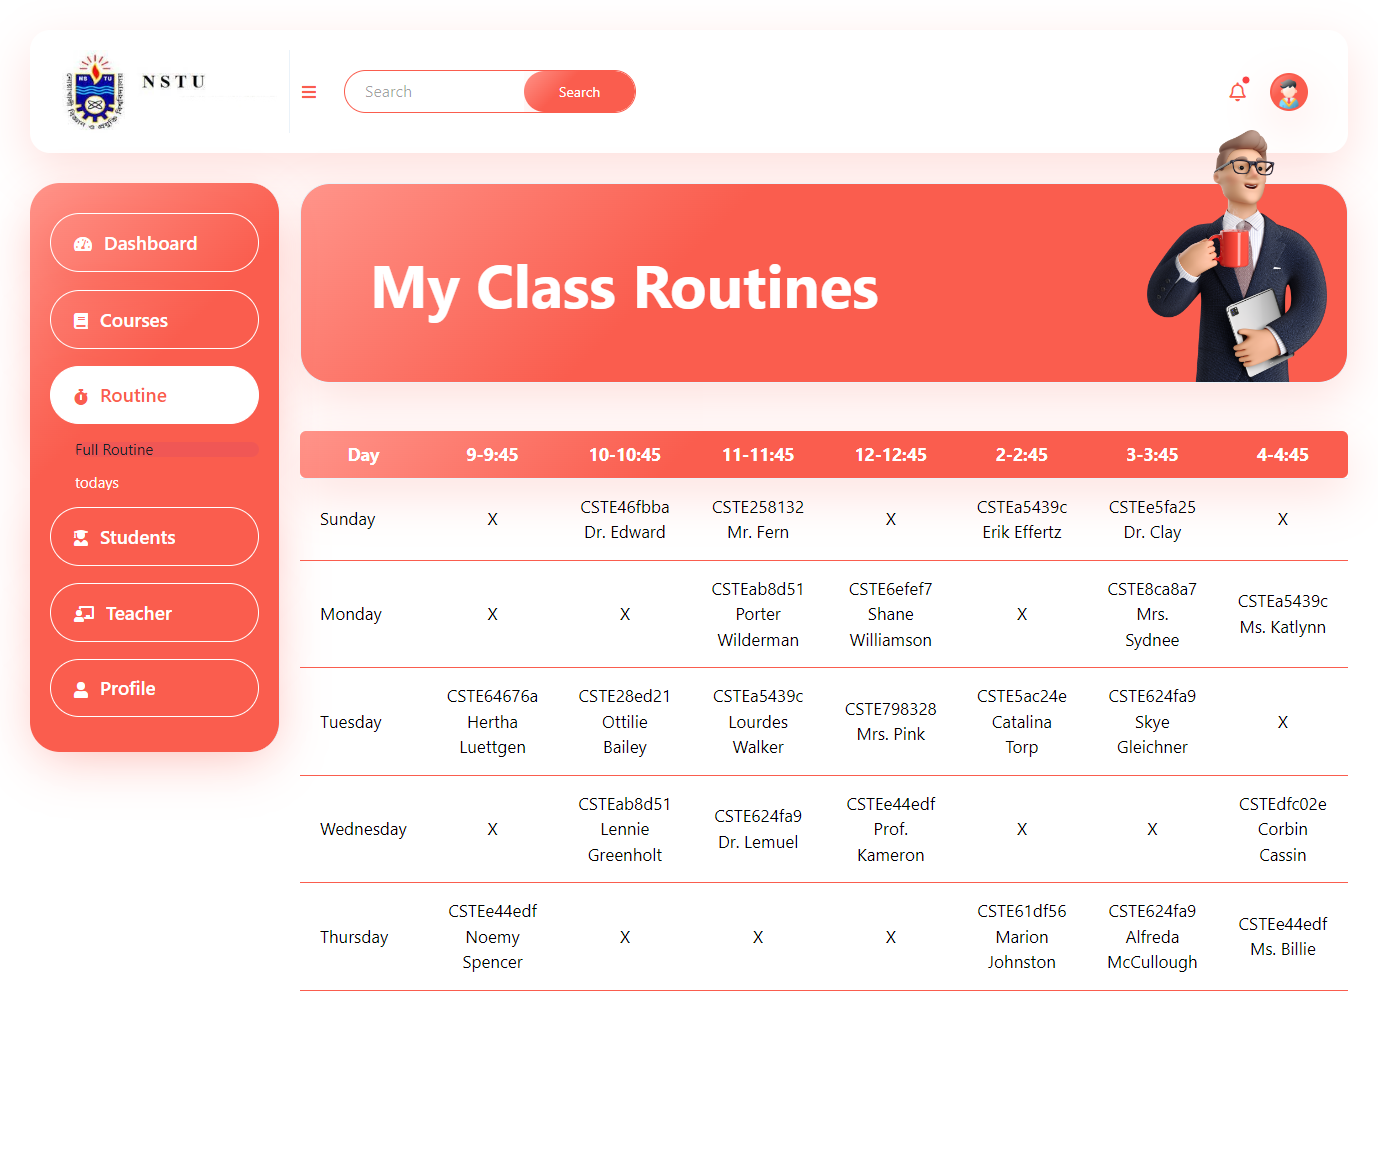 NSTU
Search
Search
Dashboard
Courses
Routine
Full Routine
todays
Students
Teacher
Profile
My Class Routines
Day 9-9:45 10-10:45 11-11:45 12-12:45 2-2:45 3-3:45 4-4:45
Sunday X CSTE46fbba CSTE258132 X CSTEa5439c CSTEe5fa25 X
Dr. Edward Mr. Fern Erik Effertz Dr. Clay
Monday X X CSTEab8d51 CSTE6efef7 X CSTE8ca8a7 CSTEa5439c
Porter Shane Mrs. Ms. Katlynn
Wilderman Williamson Sydnee
Tuesday CSTE64676a CSTE28ed21 CSTEa5439c CSTE798328 CSTE5ac24e CSTE624fa9 X
Hertha Ottilie Lourdes Mrs. Pink Catalina Skye
Luettgen Bailey Walker Torp Gleichner
Wednesday X CSTEab8d51 CSTE624fa9 CSTEe44edf X X CSTEdfc02e
Lennie Dr. Lemuel Prof. Corbin
Greenholt Kameron Cassin
Thursday CSTEe44edf X X X CSTE61df56 CSTE624fa9 CSTEe44edf
Noemy Marion Alfreda Ms. Billie
Spencer Johnston McCullough